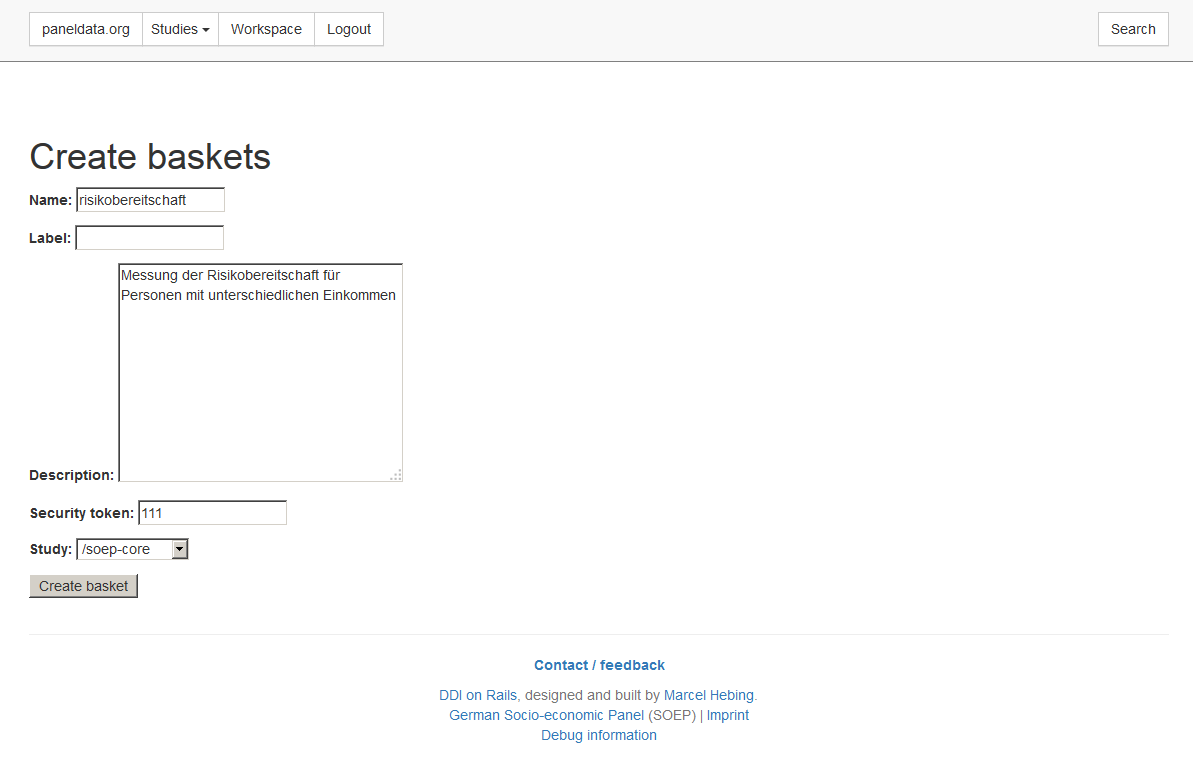 paneldata.org Studies Workspace Logout Search
Create baskets
Name: risikobereitschaft
Label:
Messung der Risikobereitschaft für
Personen mit unterschiedlichen Einkommen
Description:
Security token: 111
Study: /soep-core
Create basket
Contact / feedback
DDI on Rails, designed and built by Marcel Hebing.
German Socio-economic Panel (SOEP) | Imprint
Debug information